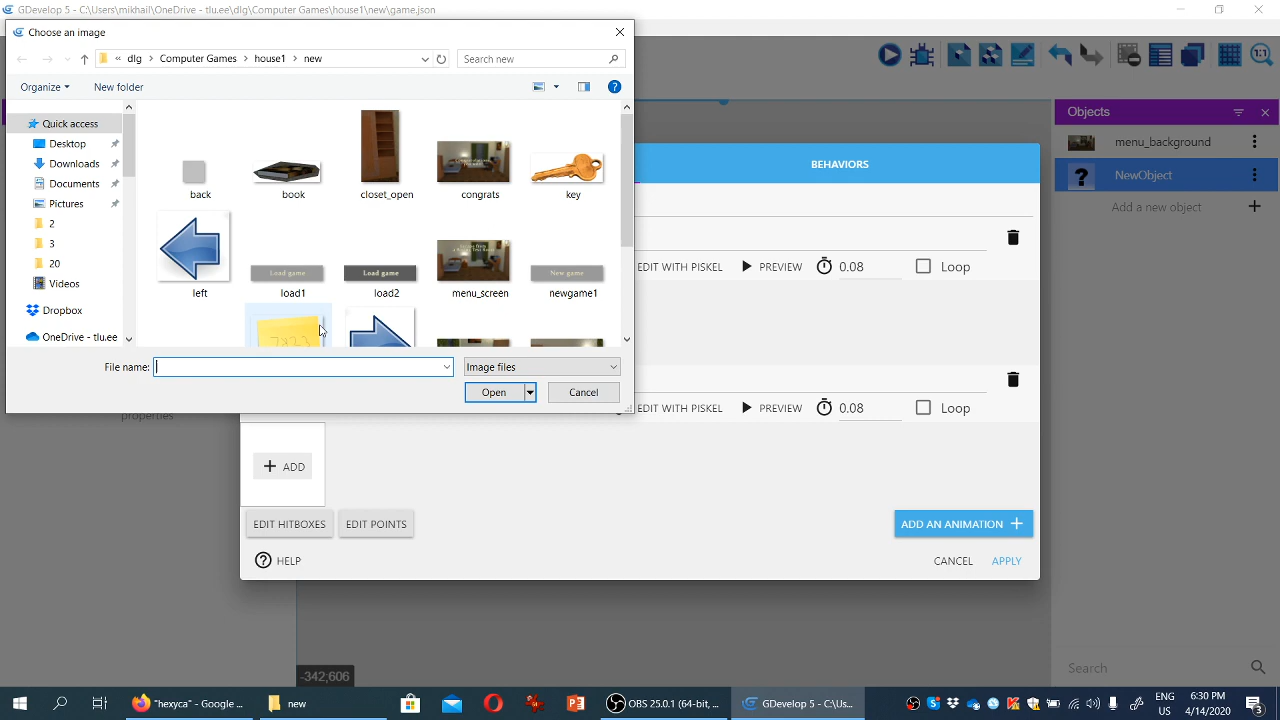 GDevelop 5 - C:\Users\mikhail\OneDrive - tlu.ee\dlg\Computer Games\house1\new\game.json
Choose an image
« dlg > Computer Games > house1 > new
Search new
Organize
New folder
Quick access
Desktop
Downloads
Documents
Pictures
2
3
20
Videos
Dropbox
OneDrive - tlu.ee
back
book
closet_open
congrats
key
left
Load game
load1
Load game
load2
menu_screen
New game
newgame1
File name:
Image files
Open
Cancel
properties
BEHAVIORS
EDIT WITH PISKEL
PREVIEW
0.08
Loop
EDIT WITH PISKEL
PREVIEW
0.08
Loop
+ ADD
EDIT HITBOXES
EDIT POINTS
ADD AN ANIMATION +
HELP
CANCEL
APPLY
Objects
menu_background
NewObject
Add a new object
Search
-342;606
"hexyca" - Google ...
new
OBS 25.0.1 (64-bit, ...
GDevelop 5 - C:\Us...
ENG
US
6:30 PM
4/14/2020
3